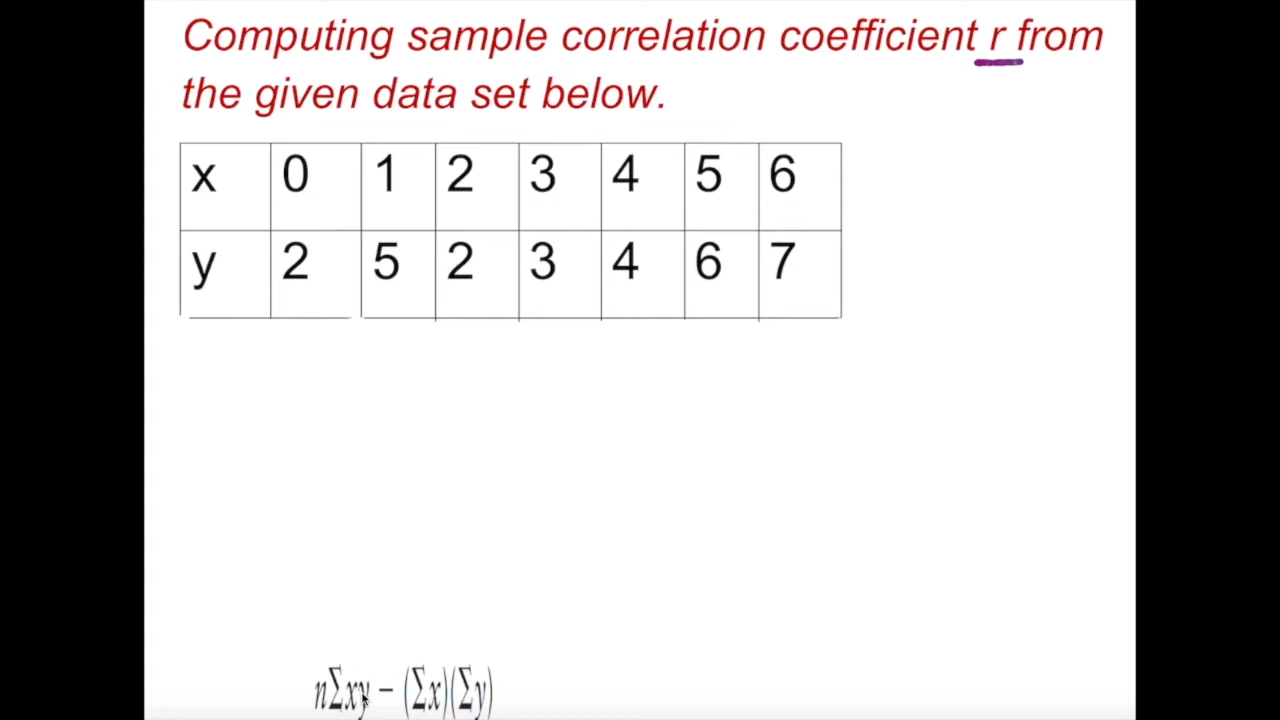 Computing sample correlation coefficient r from
the given data set below.
x 0 1 2 3 4 5 6
y 2 5 2 3 4 6 7
nΣxy − (Σx)(Σy)